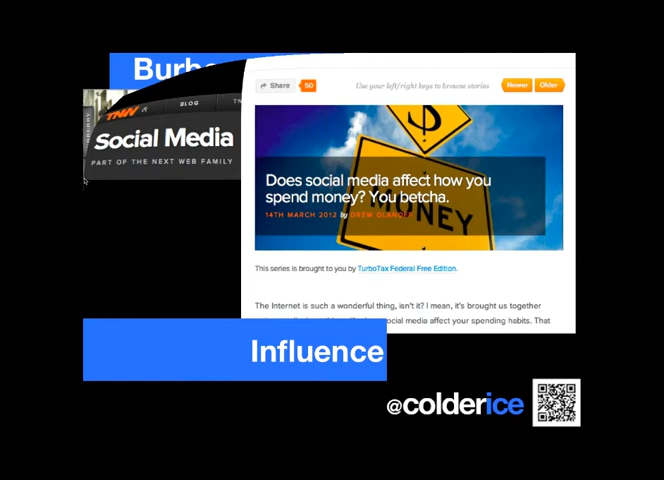 Share
50
Use your left/right keys to browse stories
Newer
Older
TNW
BLOG
Social Media
PART OF THE NEXT WEB FAMILY
$
MONEY
Does social media affect how you
spend money? You betcha.
14TH MARCH 2012 by DREW OLANOFF
This series is brought to you by TurboTax Federal Free Edition.
The Internet is such a wonderful thing, isn't it? I mean, it's brought us together
social media affect your spending habits. That
Influence
@colderice